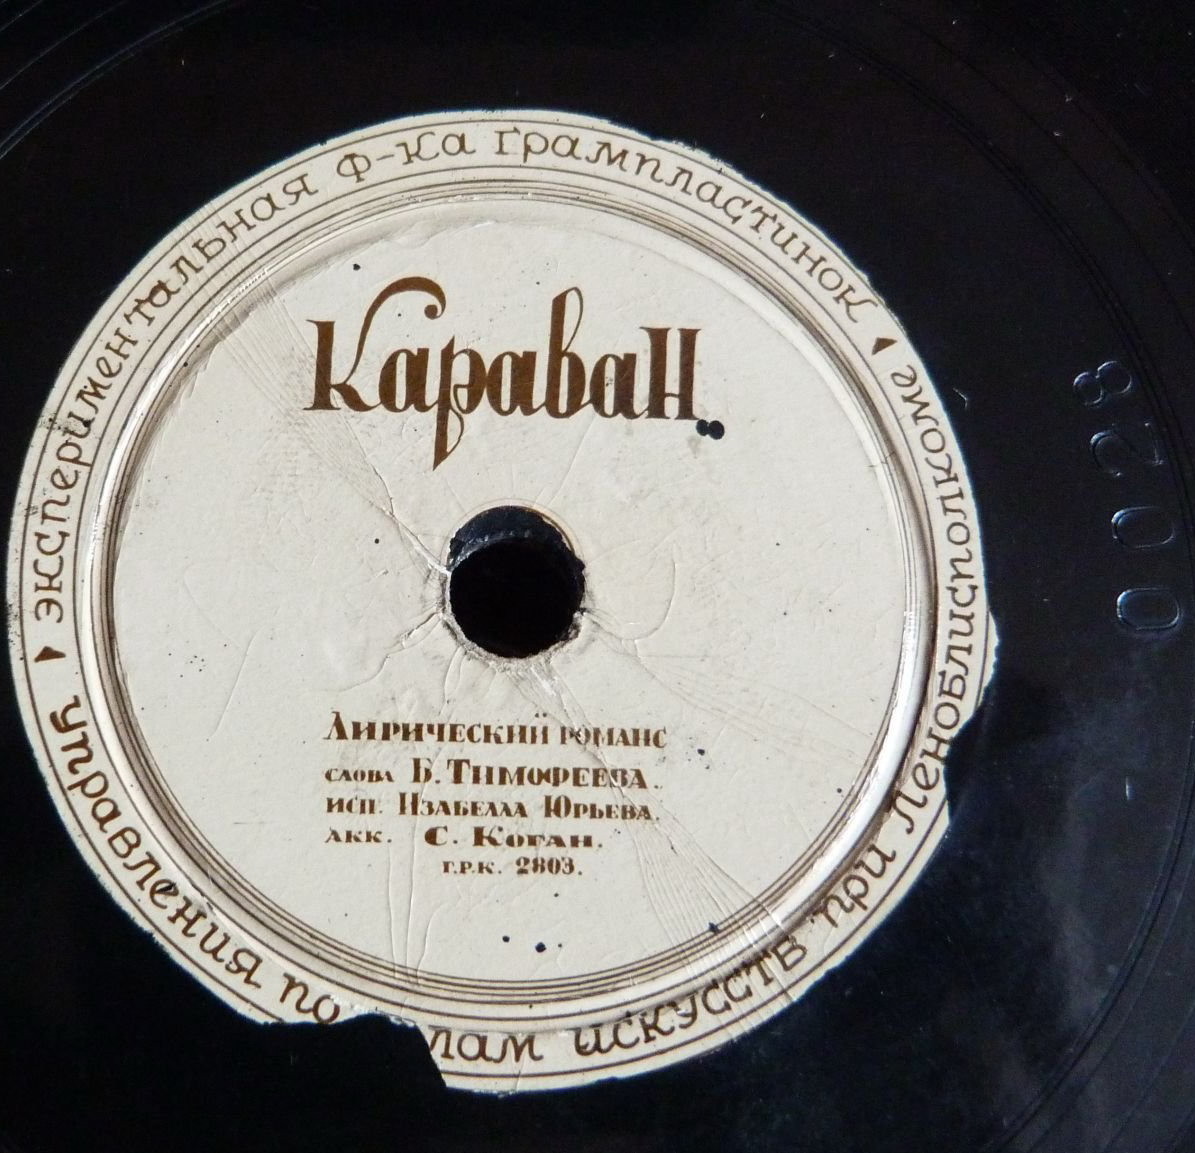 Экспериментальная ф-ка грампластинок
Управления по лам искусств при Леноблисполкоме
Караван
Лирический романс
слова Б. Тимофеева.
исп. Изабелла Юрьева.
акк. С. Коган.
Г.Р.К. 2803.
0028